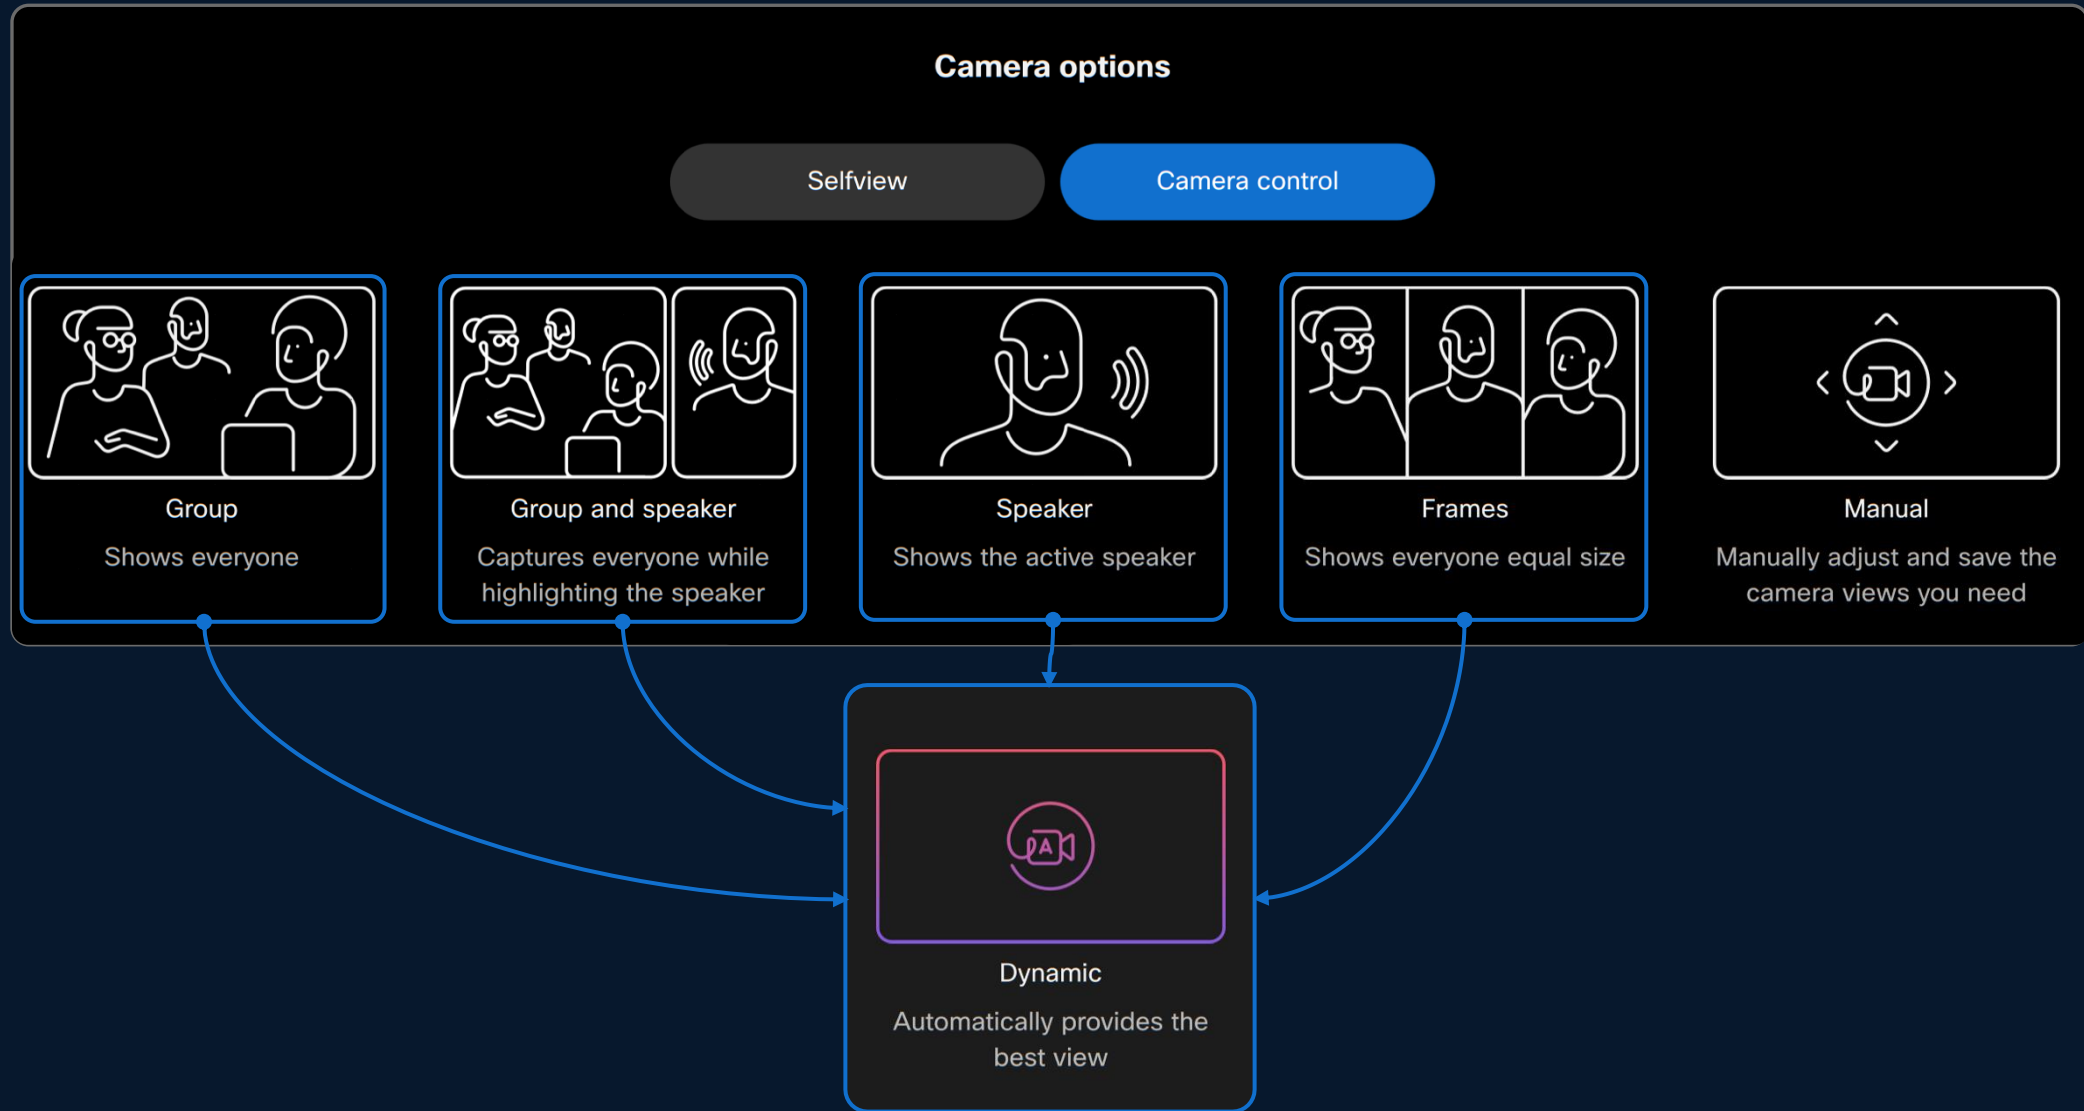 Camera options
Selfview
Camera control
Group
Shows everyone
Group and speaker
Captures everyone while
highlighting the speaker
Speaker
Shows the active speaker
Frames
Shows everyone equal size
Manual
Manually adjust and save the
camera views you need
A
Dynamic
Automatically provides the
best view